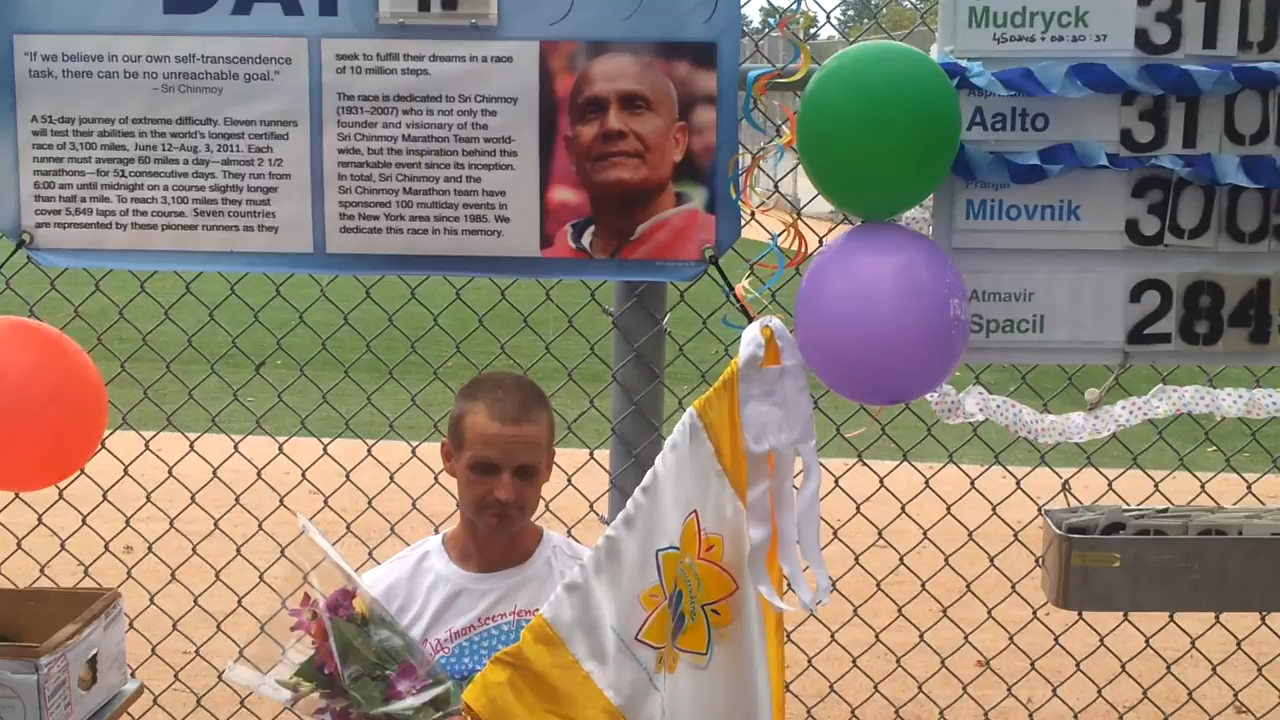 DAY
"If we believe in our own self-transcendence
task, there can be no unreachable goal."
– Sri Chinmoy
A 51-day journey of extreme difficulty. Eleven runners
will test their abilities in the world's longest certified
race of 3,100 miles, June 12–Aug. 3, 2011. Each
runner must average 60 miles a day—almost 2 1/2
marathons—for 52 consecutive days. They run from
6:00 am until midnight on a course slightly longer
than half a mile. To reach 3,100 miles they must
cover 5,649 laps of the course. Seven countries
are represented by these pioneer runners as they
seek to fulfill their dreams in a race
of 10 million steps.
The race is dedicated to Sri Chinmoy
(1931–2007) who is not only the
founder and visionary of the
Sri Chinmoy Marathon Team world-
wide, but the inspiration behind this
remarkable event since its inception.
In total, Sri Chinmoy and the
Sri Chinmoy Marathon team have
sponsored 100 multiday events in
the New York area since 1985. We
dedicate this race in his memory.
Mudryck 310
Aalto 310
Pranjal
Milovnik 300
Atmavir
Spacil 284
-Transcendence